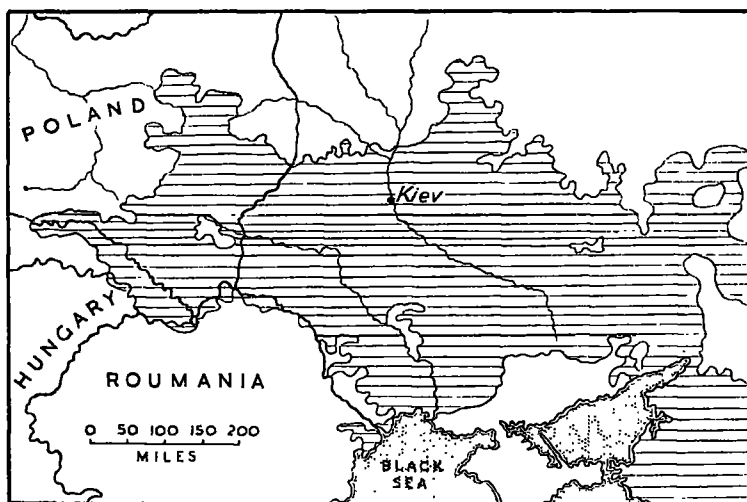 POLAND
Kiev
HUNGARY
ROUMANIA
0 50 100 150 200
MILES
BLACK
SEA